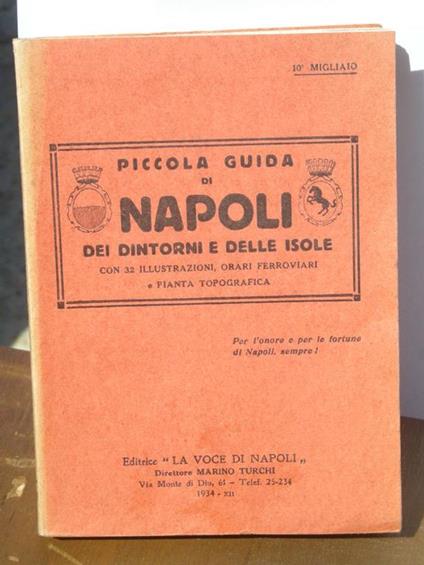 10° MIGLIAIO
PICCOLA GUIDA
DI
NAPOLI
DEI DINTORNI E DELLE ISOLE
CON 32 ILLUSTRAZIONI, ORARI FERROVIARI
e PIANTA TOPOGRAFICA
Per l'onore e per le fortune
di Napoli, sempre!
Editrice "LA VOCE DI NAPOLI„
Direttore MARINO TURCHI
Via Monte di Dio, 61 - Telef. 25-234
1934 - XII